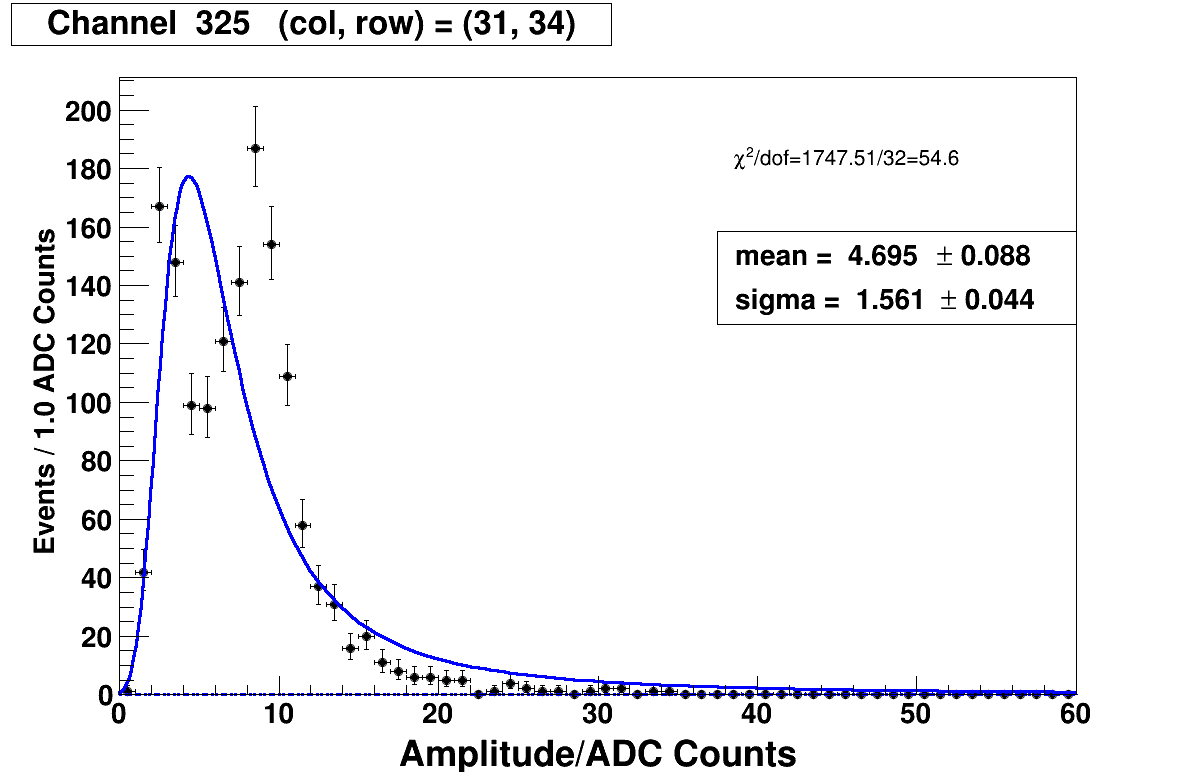 Channel 325 (col, row) = (31, 34)
200
180
160
140
120
100
80
60
40
20
0
Events / 1.0 ADC Counts
χ²/dof=1747.51/32=54.6
mean = 4.695 ± 0.088
sigma = 1.561 ± 0.044
0 10 20 30 40 50 60
Amplitude/ADC Counts